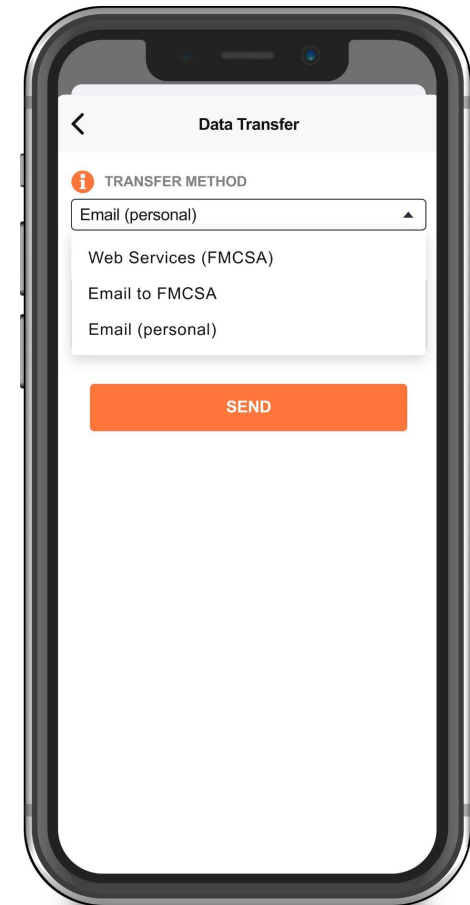 Data Transfer
TRANSFER METHOD
Email (personal)
Web Services (FMCSA)
Email to FMCSA
Email (personal)
SEND